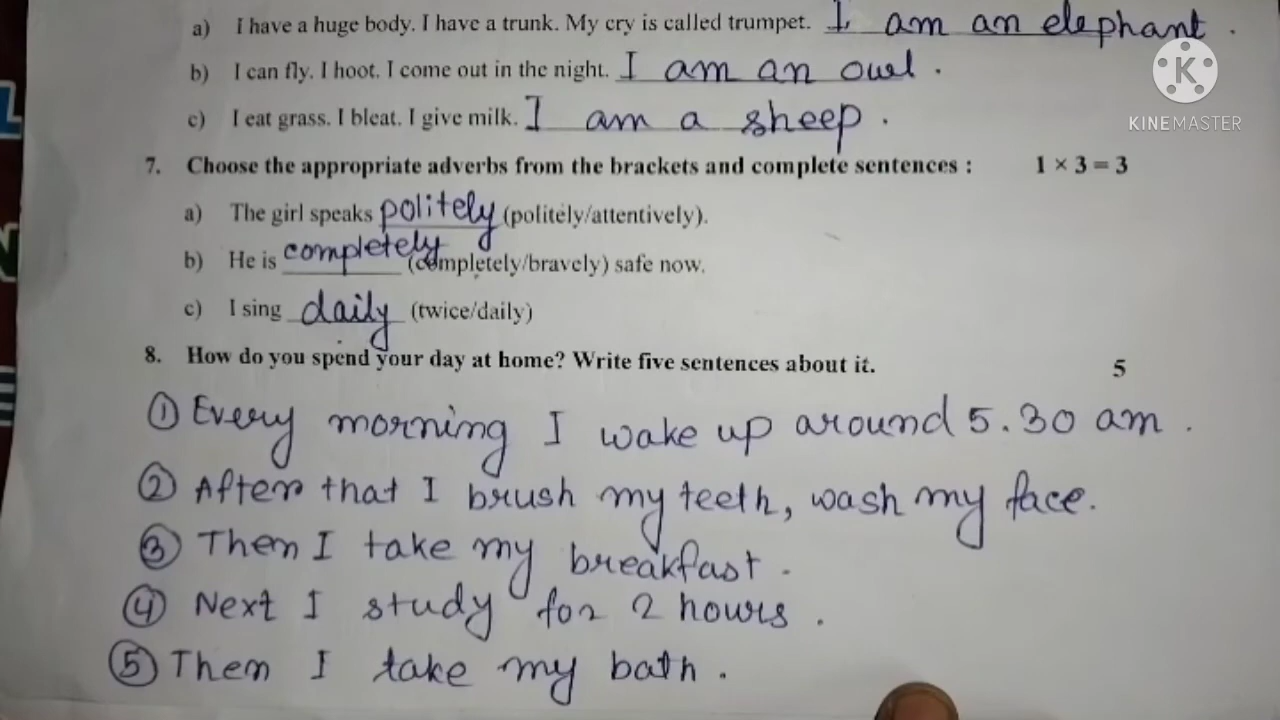 a) I have a huge body. I have a trunk. My cry is called trumpet. I am an elephant.
b) I can fly. I hoot. I come out in the night. I am an owl.
c) I eat grass. I bleat. I give milk. I am a sheep.
K
KINEMASTER
7. Choose the appropriate adverbs from the brackets and complete sentences : 1 × 3 = 3
a) The girl speaks politely (politely/attentively).
b) He is completely (completely/bravely) safe now.
c) I sing daily (twice/daily)
8. How do you spend your day at home? Write five sentences about it. 5
① Every morning I wake up around 5.30 am.
② After that I brush my teeth, wash my face.
③ Then I take my breakfast.
④ Next I study for 2 hours.
⑤ Then I take my bath.